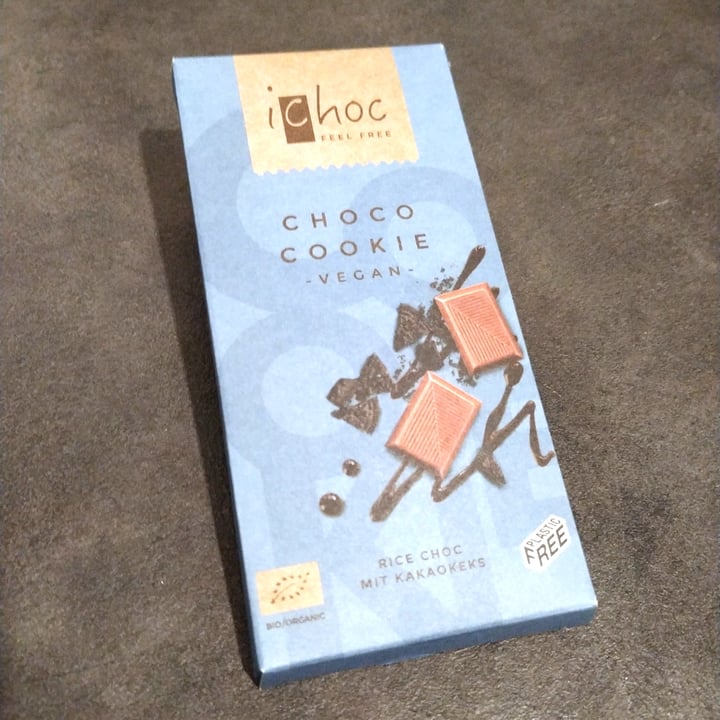 ichoc
FEEL FREE
CHOCO
COOKIE
-VEGAN-
PLASTIC
FREE
RICE CHOC
MIT KAKAOKEKS
BIO/ORGANIC